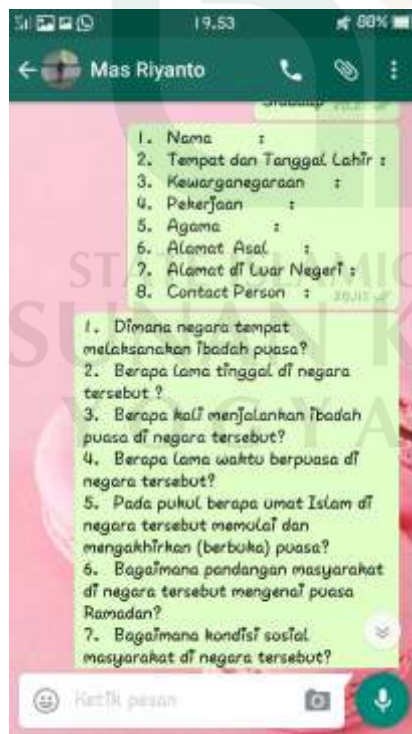 19.53
80%
Mas Riyanto
1. Nama :
2. Tempat dan Tanggal Lahir :
3. Kewarganegaraan :
4. Pekerjaan :
5. Agama :
6. Alamat Asal :
7. Alamat di Luar Negeri :
8. Contact Person :
1. Dimana negara tempat
melaksanakan ibadah puasa?
2. Berapa lama tinggal di negara
tersebut ?
3. Berapa kali menjalankan ibadah
puasa di negara tersebut?
4. Berapa lama waktu berpuasa di
negara tersebut?
5. Pada pukul berapa umat Islam di
negara tersebut memulai dan
mengakhirkan (berbuka) puasa?
6. Bagaimana pandangan masyarakat
di negara tersebut mengenai puasa
Ramadan?
7. Bagaimana kondisi sosial
masyarakat di negara tersebut?
Ketik pesan